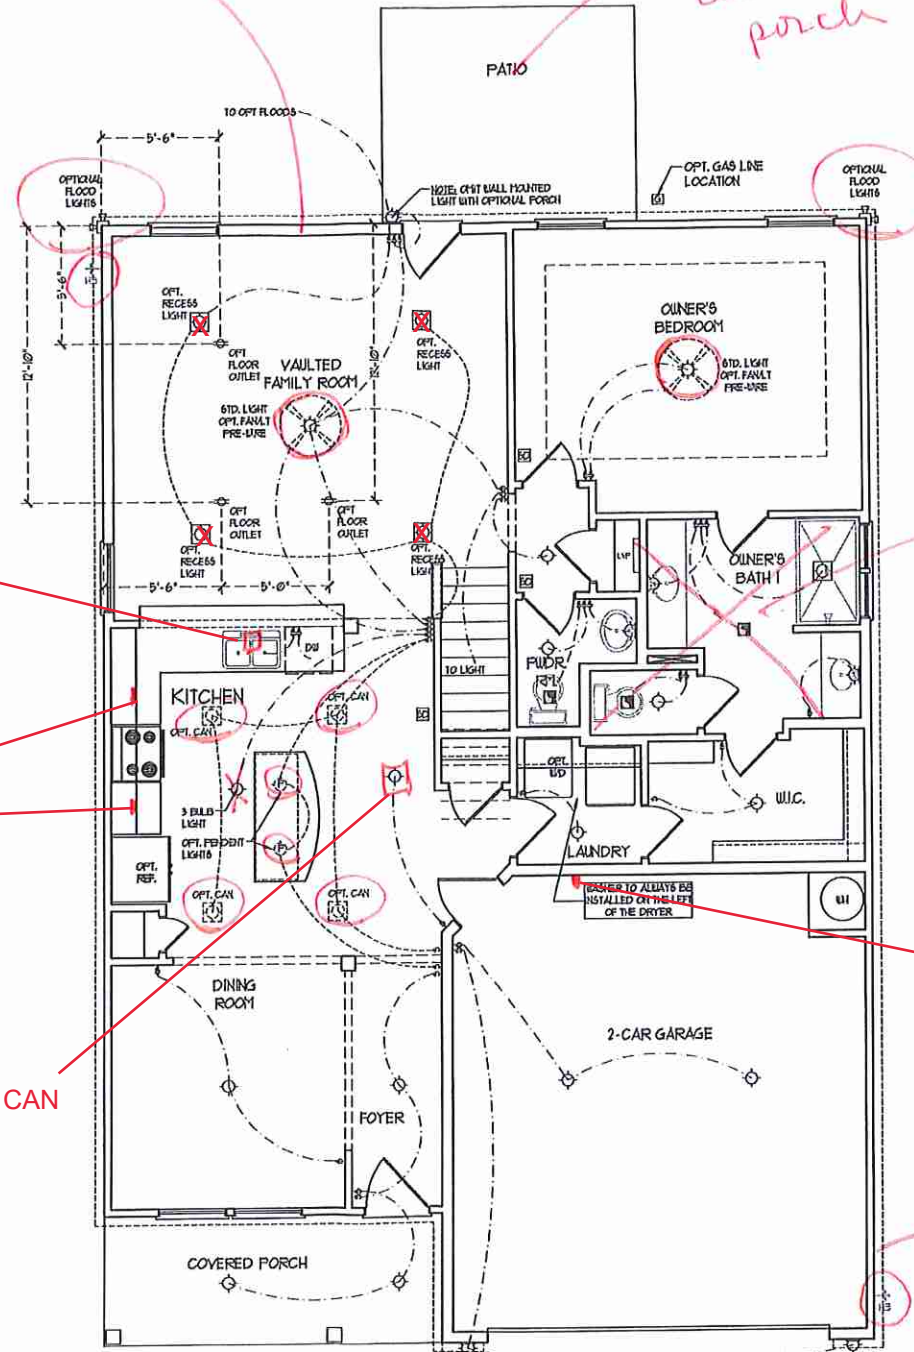 porch
PATIO
TO OPT FLOODS
5'-6"
OPTIONAL
FLOOD
LIGHTS
NOTE: OMIT WALL MOUNTED
LIGHT WITH OPTIONAL PORCH
OPT. GAS LINE
LOCATION
OPTIONAL
FLOOD
LIGHTS
5'-6"
12'-10"
OPT.
RECESS
LIGHT
OPT.
RECESS
LIGHT
OPT
FLOOR
OUTLET
VAULTED
FAMILY ROOM
12'-10"
STD. LIGHT
OPT. FAN/LT
PRE-WIRE
OWNER'S
BEDROOM
STD. LIGHT
OPT. FAN/LT
PRE-WIRE
OPT
FLOOR
OUTLET
OPT
FLOOR
OUTLET
OPT.
RECESS
LIGHT
OPT.
RECESS
LIGHT
5'-6"
5'-0"
OWNER'S
BATH 1
DW
TO LIGHT
PWDR.
RM.
KITCHEN
OPT. CAN
OPT. CAN
3 BULB
LIGHT
OPT. PENDENT
LIGHTS
OPT.
REF.
OPT.
W/D
W.I.C.
LAUNDRY
OPT. CAN
OPT. CAN
WASHER TO ALWAYS BE
INSTALLED ON THE LEFT
OF THE DRYER
DINING
ROOM
2-CAR GARAGE
CAN
FOYER
COVERED PORCH